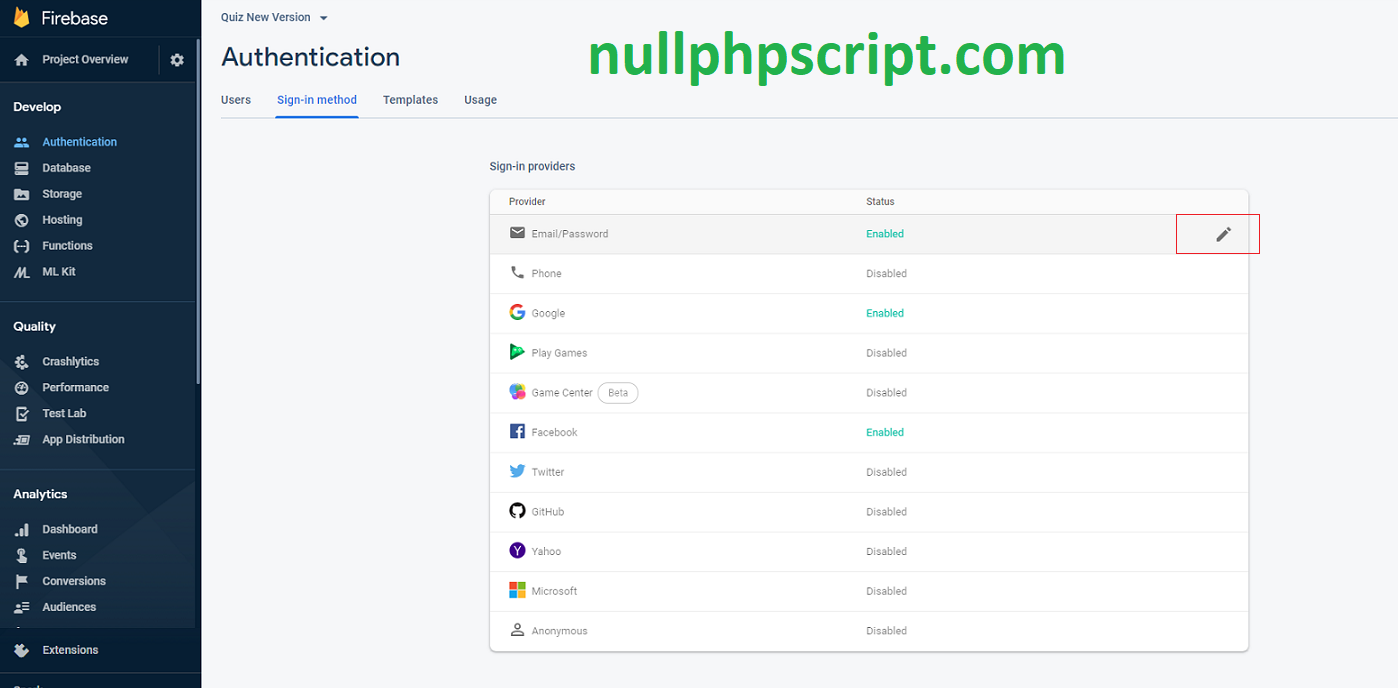 Firebase
Project Overview
Develop
Authentication
Database
Storage
Hosting
Functions
ML Kit
Quality
Crashlytics
Performance
Test Lab
App Distribution
Analytics
Dashboard
Events
Conversions
Audiences
Extensions
Quiz New Version
Authentication
nullphpscript.com
Users Sign-in method Templates Usage
Sign-in providers
Provider Status
Email/Password Enabled
Phone Disabled
Google Enabled
Play Games Disabled
Game Center Beta Disabled
Facebook Enabled
Twitter Disabled
GitHub Disabled
Yahoo Disabled
Microsoft Disabled
Anonymous Disabled